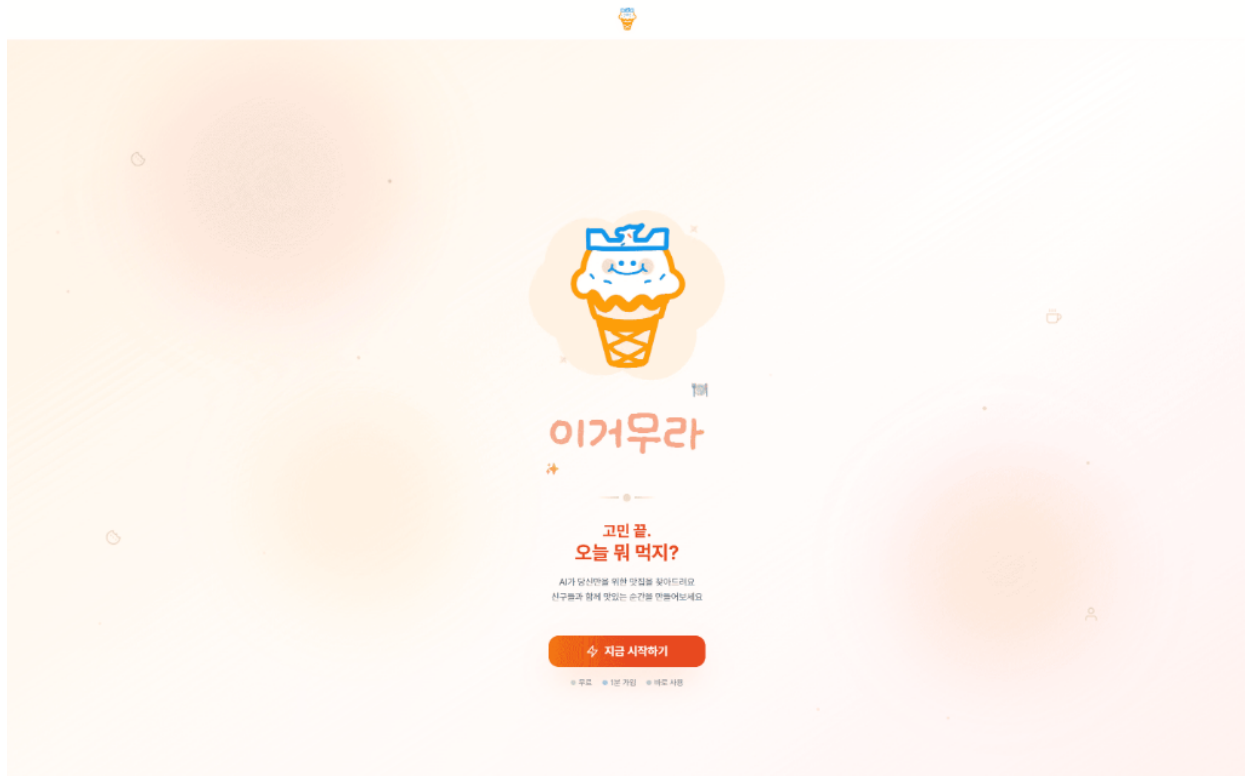 이거무라
고민 끝.
오늘 뭐 먹지?
AI가 당신만을 위한 맛집을 찾아드려요
친구들과 함께 맛있는 순간을 만들어보세요
지금 시작하기
무료 1분 가입 바로 사용